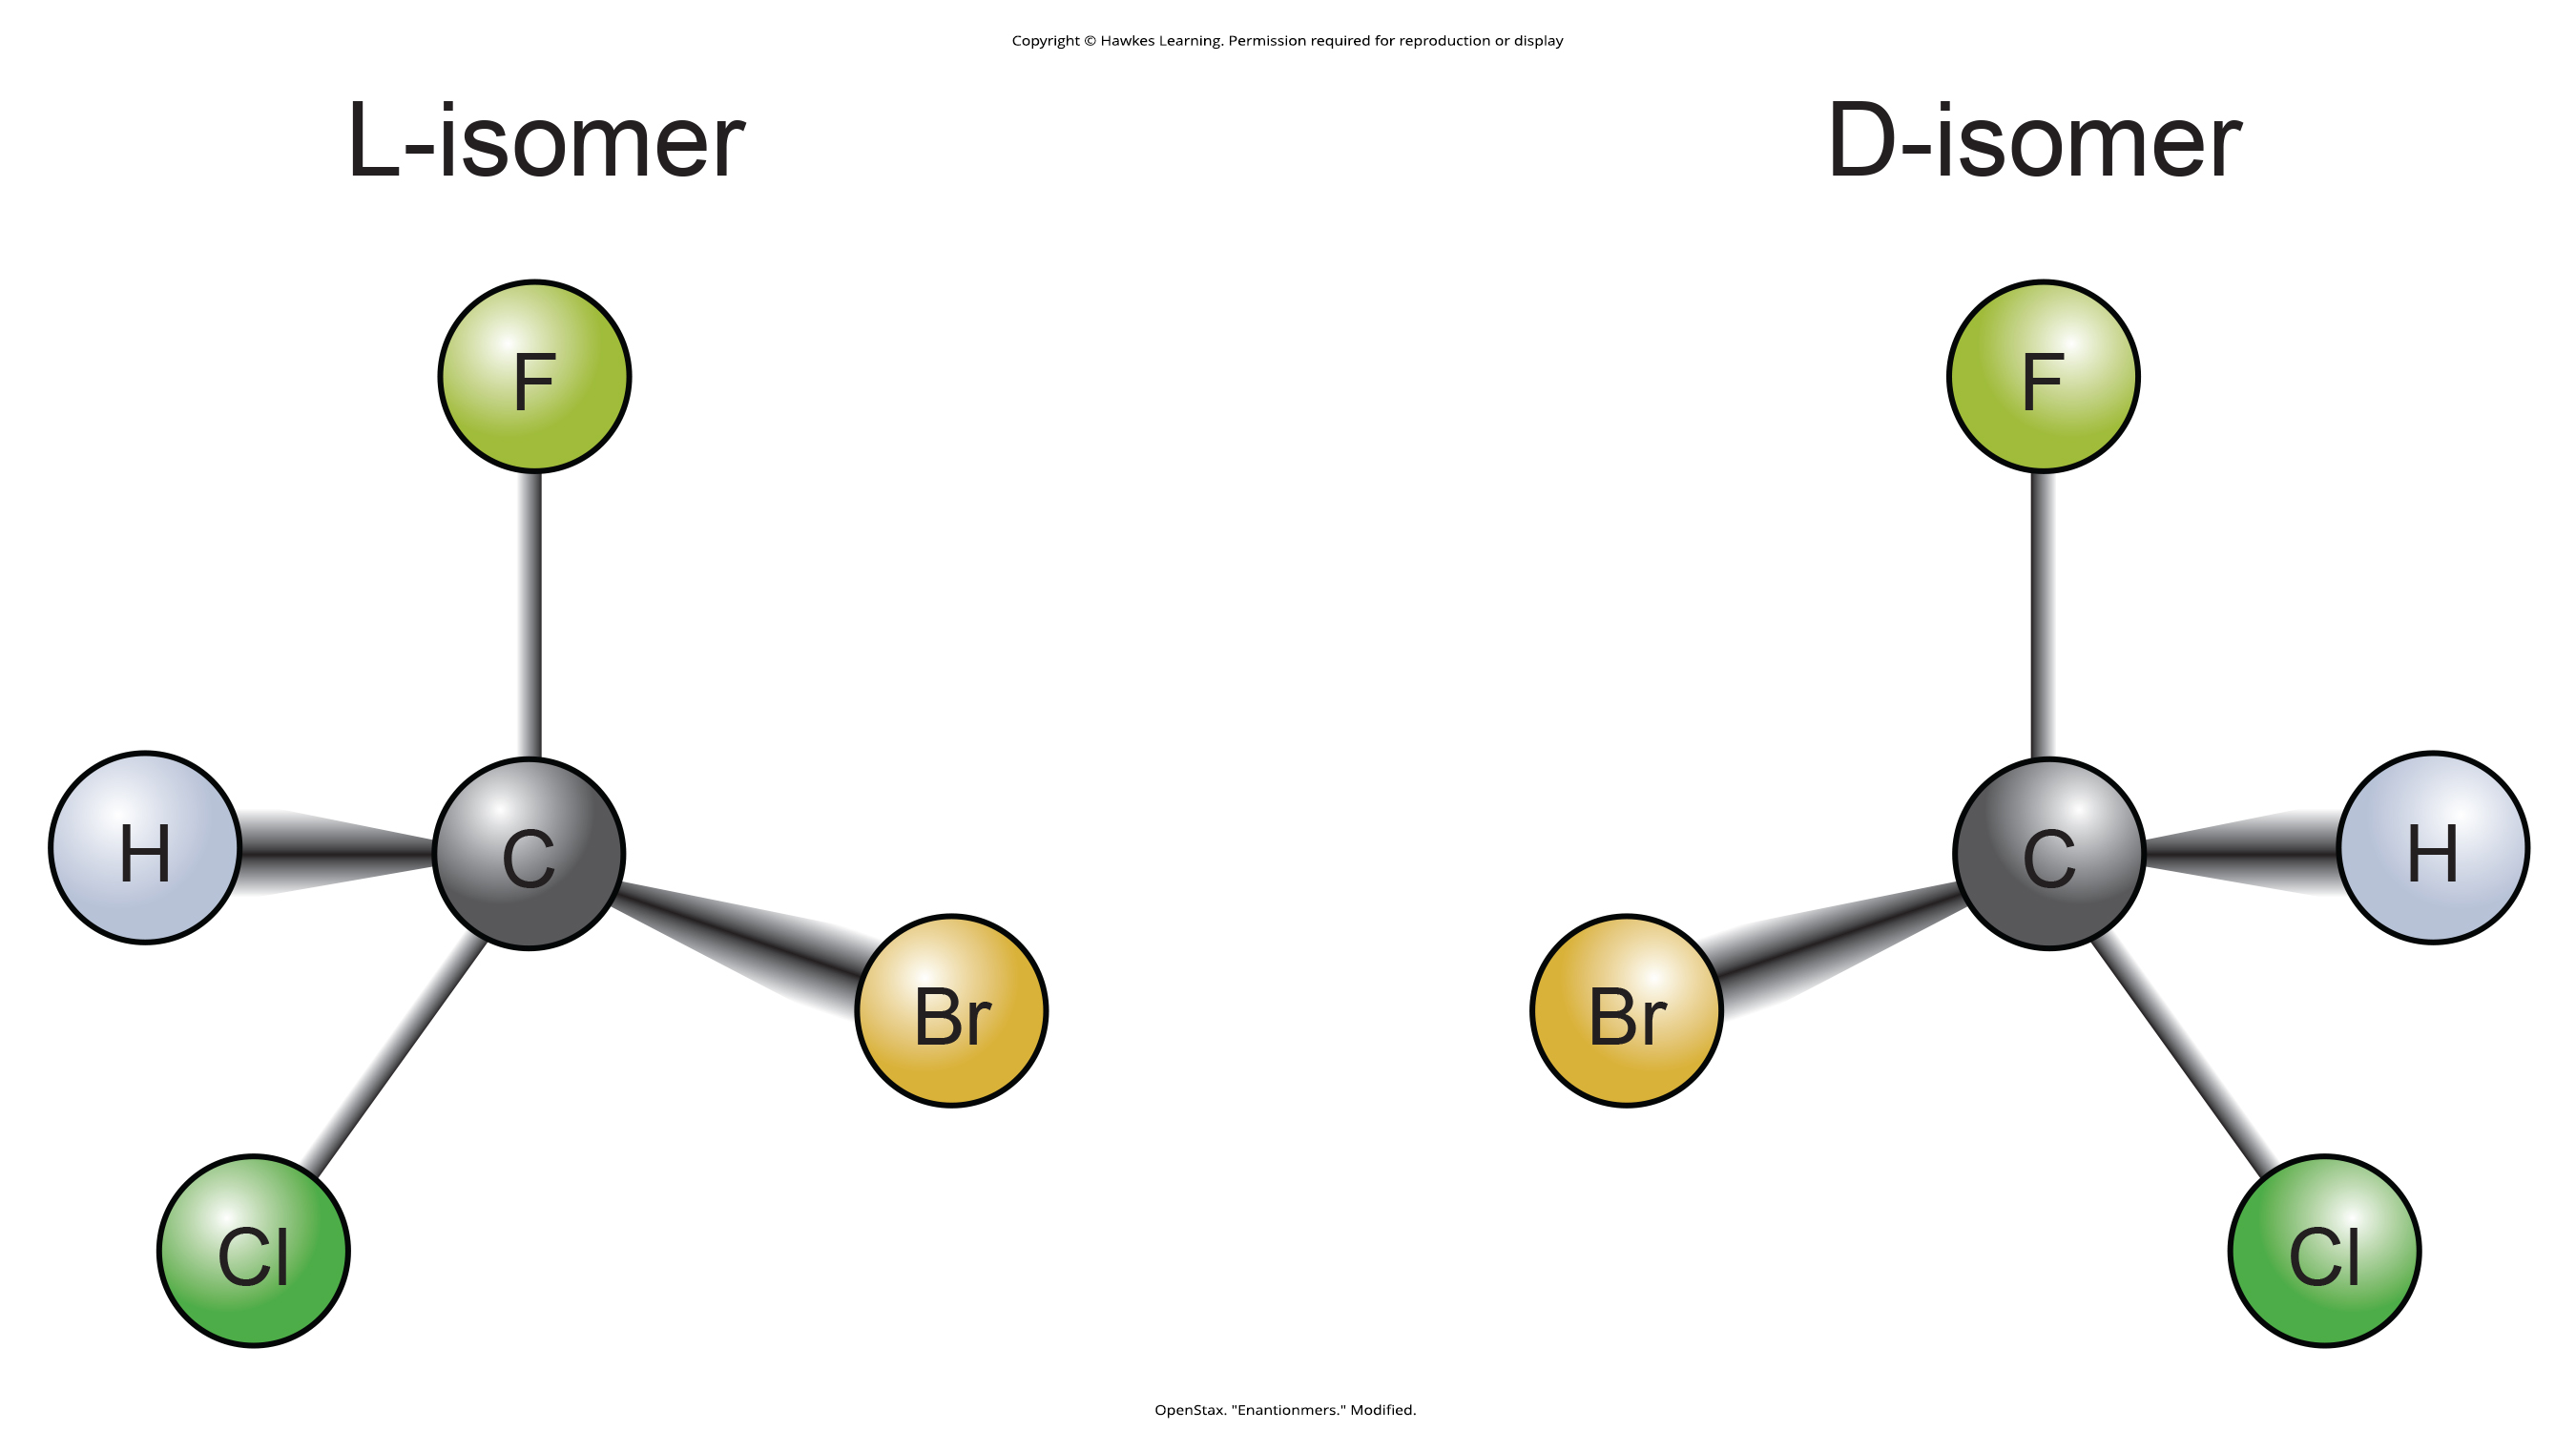 Copyright © Hawkes Learning. Permission required for reproduction or display
L-isomer
D-isomer
F
F
H
C
Br
Cl
C
H
Br
Cl
OpenStax. "Enantionmers." Modified.